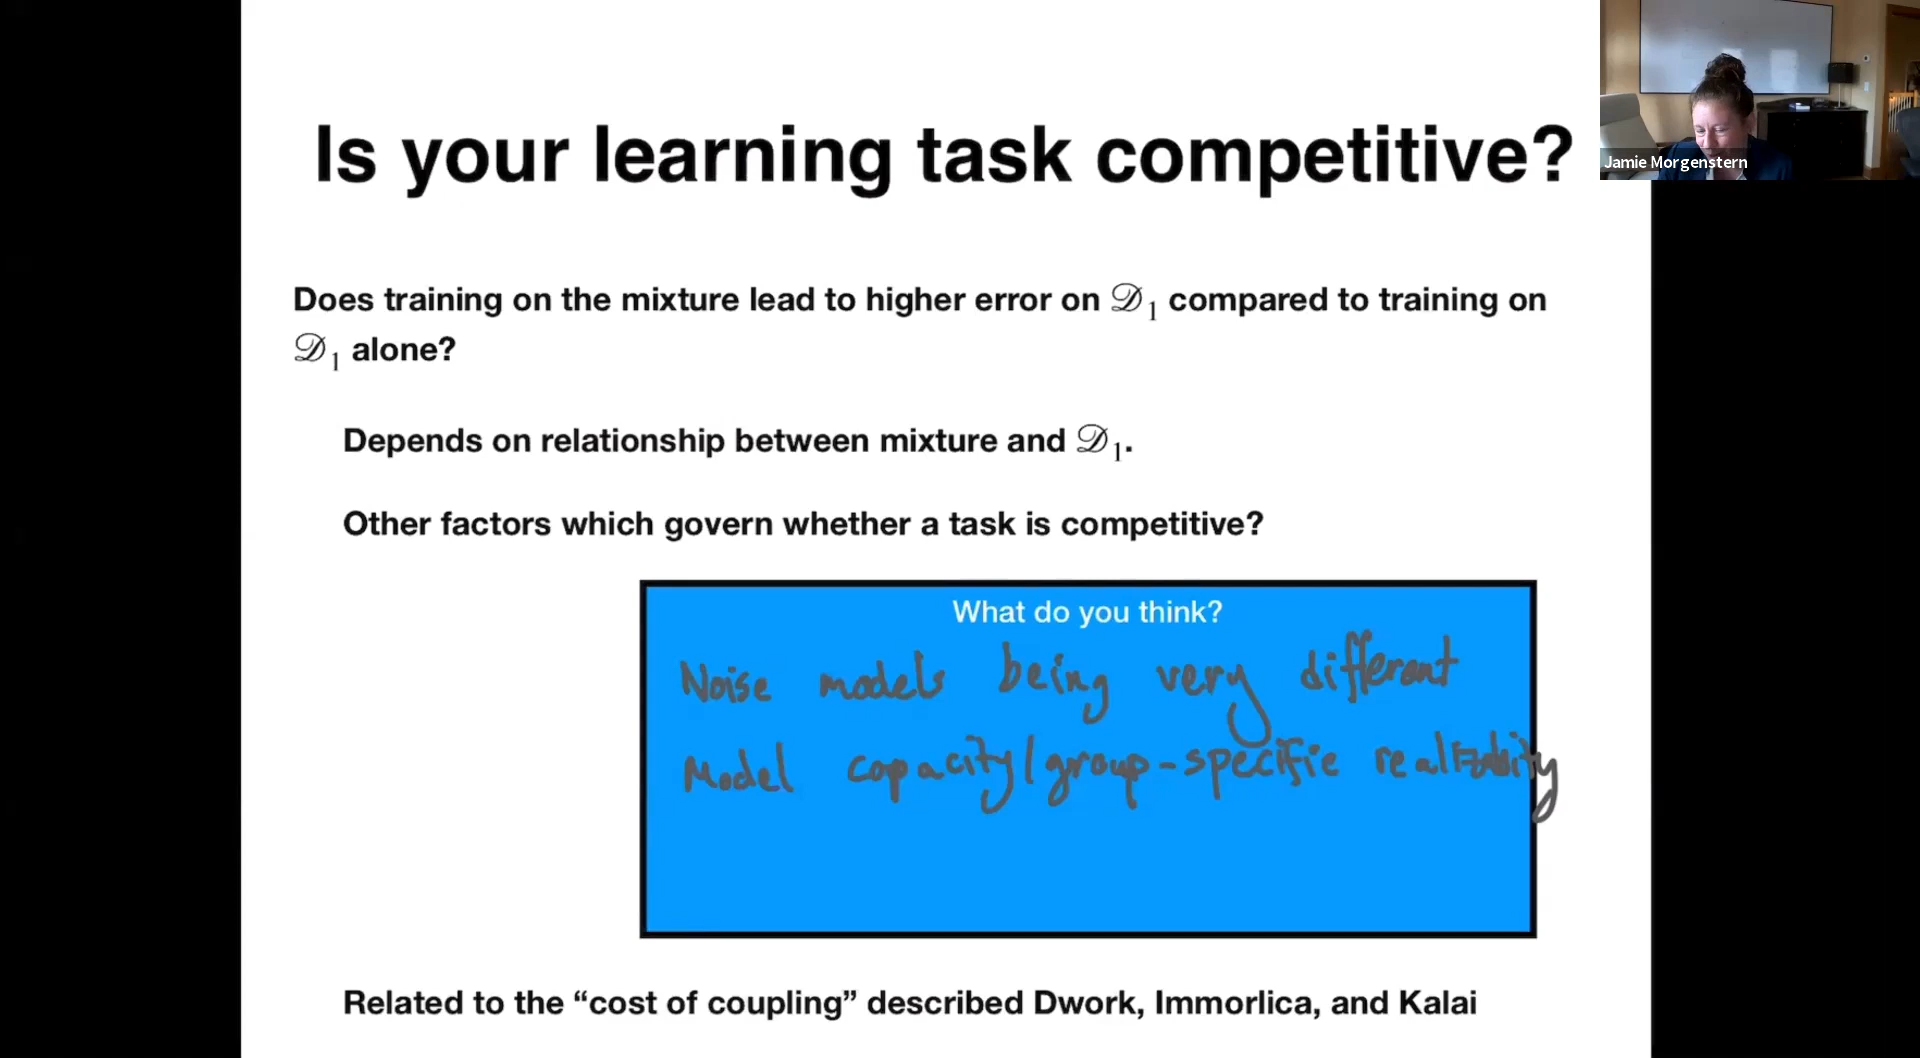 Is your learning task competitive?
Jamie Morgenstern
Does training on the mixture lead to higher error on 𝒟₁ compared to training on
𝒟₁ alone?
Depends on relationship between mixture and 𝒟₁.
Other factors which govern whether a task is competitive?
What do you think?
Noise models being very different
Model capacity/group-specific realizability
Related to the “cost of coupling” described Dwork, Immorlica, and Kalai